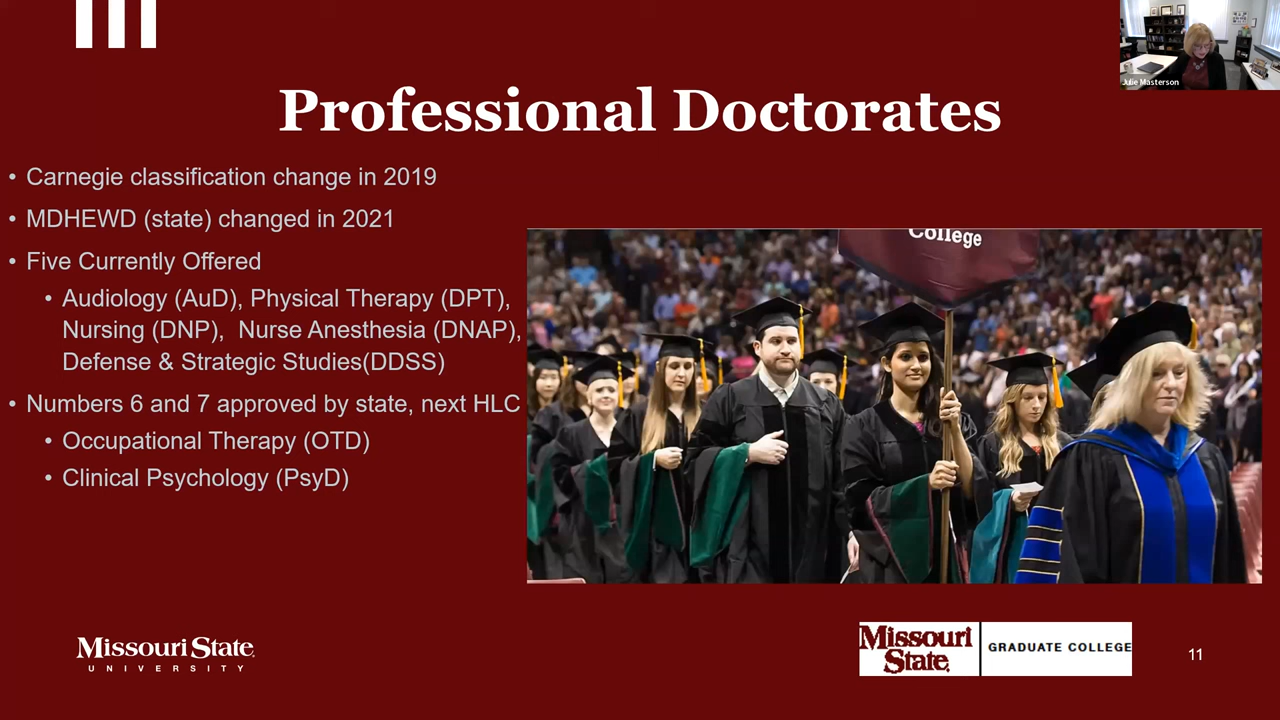 Julie Masterson
Professional Doctorates
• Carnegie classification change in 2019
• MDHEWD (state) changed in 2021
• Five Currently Offered
• Audiology (AuD), Physical Therapy (DPT),
Nursing (DNP), Nurse Anesthesia (DNAP),
Defense & Strategic Studies(DDSS)
• Numbers 6 and 7 approved by state, next HLC
• Occupational Therapy (OTD)
• Clinical Psychology (PsyD)
College
Missouri State
UNIVERSITY
Missouri
State
GRADUATE COLLEGE
11